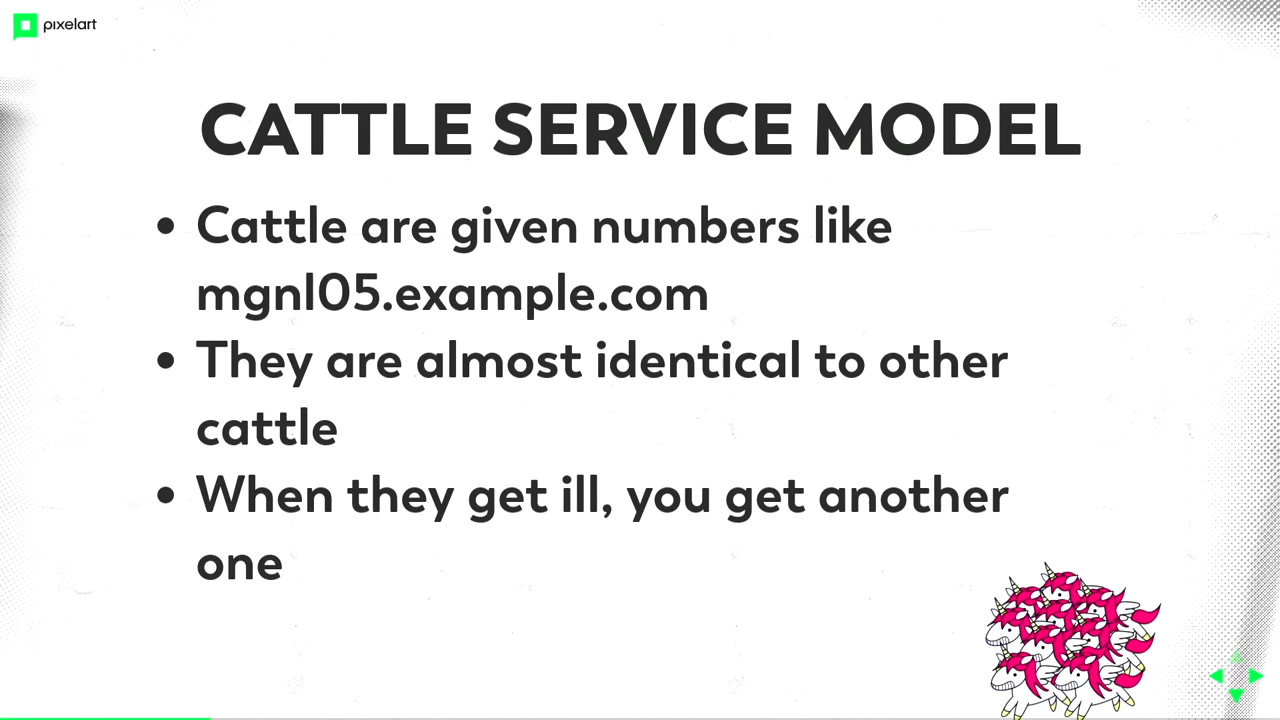 pixelart
CATTLE SERVICE MODEL
• Cattle are given numbers like
mgnl05.example.com
• They are almost identical to other
cattle
• When they get ill, you get another
one